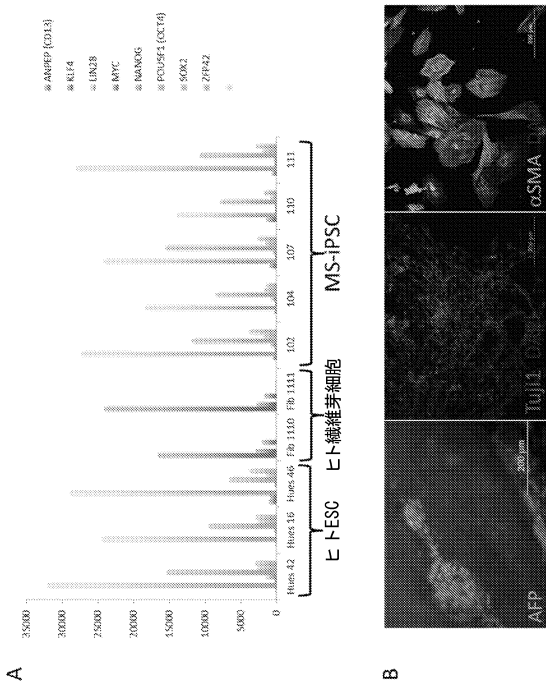 A
35000
30000
25000
20000
15000
10000
5000
0
Hues 42
Hues 16
Hues 46
Fib 1110
Fib 1111
102
104
107
110
111
ヒトESC
ヒト繊維芽細胞
MS-iPSC
ANPEP (CD13)
KLF4
LIN28
MYC
NANOG
POU5F1 (OCT4)
SOX2
ZFP42
B
AFP
200 µm
Tuj1
αSMA